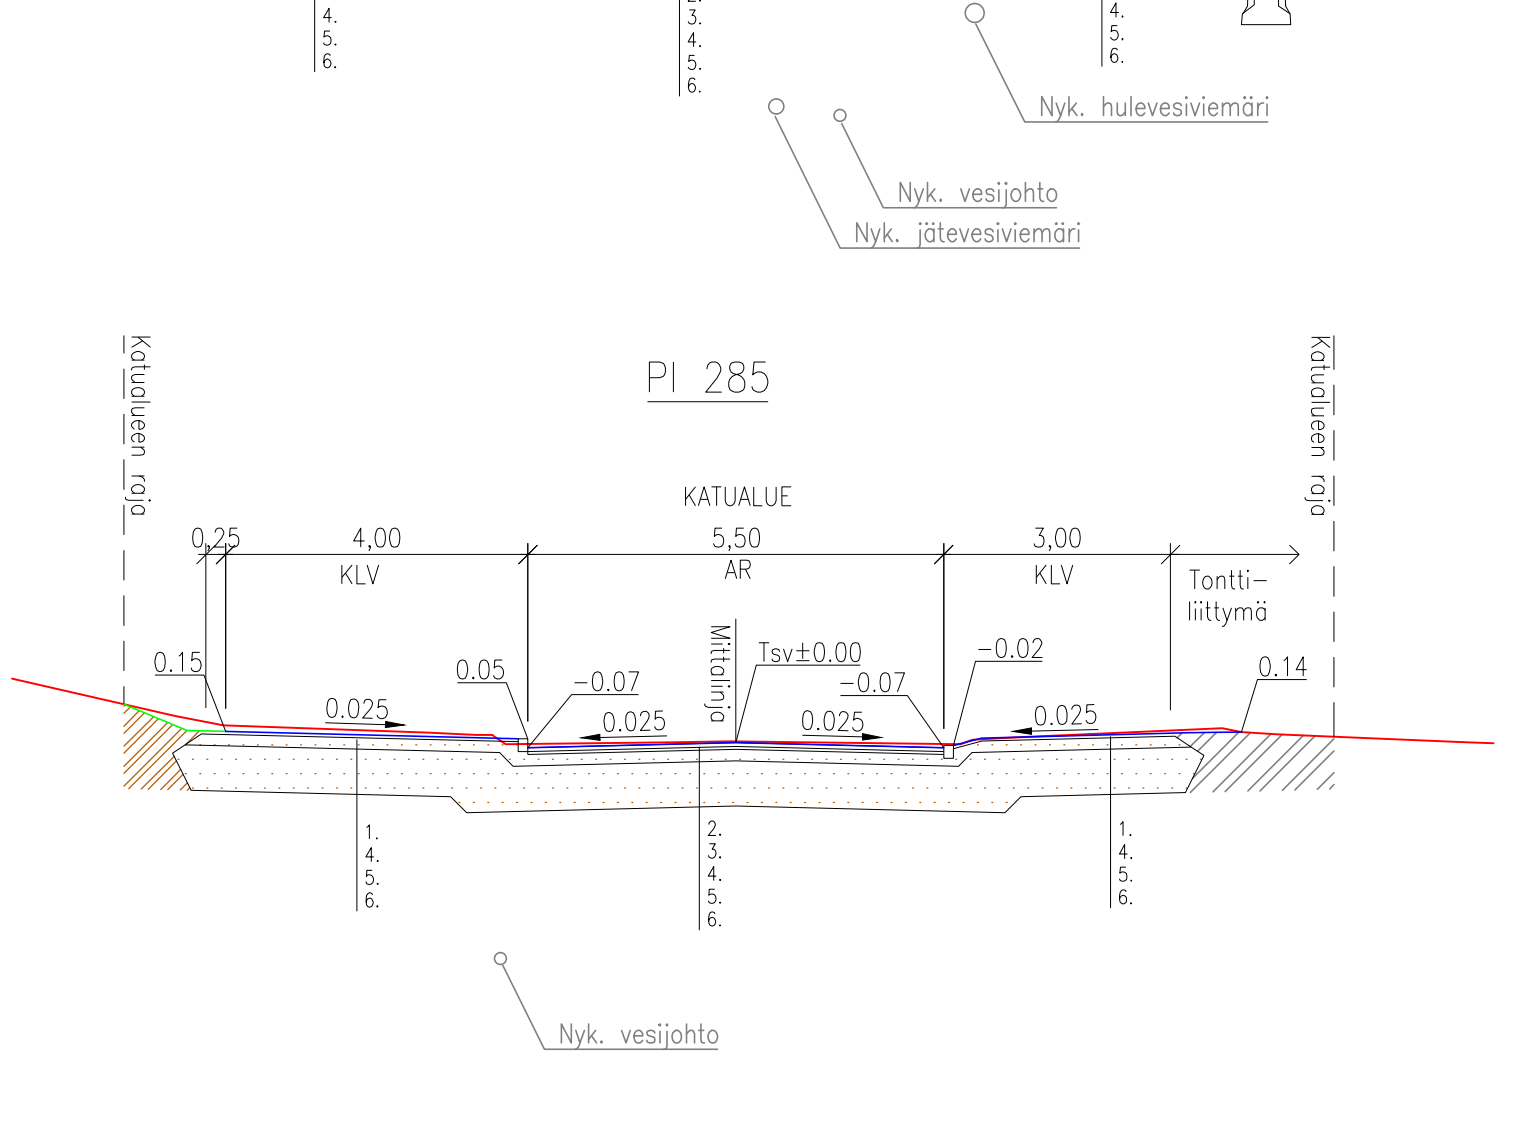 4.
5.
6.
3.
4.
5.
6.
4.
5.
6.
Nyk. hulevesiviemäri
Nyk. vesijohto
Nyk. jätevesiviemäri
Katualueen raja
PI 285
Katualueen raja
KATUALUE
0,25
4,00
5,50
3,00
KLV
AR
KLV
Tontti-
liittymä
Mittalinja
0.15
0.05
-0.07
Tsv±0.00
-0.07
-0.02
0.14
0.025
0.025
0.025
0.025
1.
4.
5.
6.
2.
3.
4.
5.
6.
1.
4.
5.
6.
Nyk. vesijohto